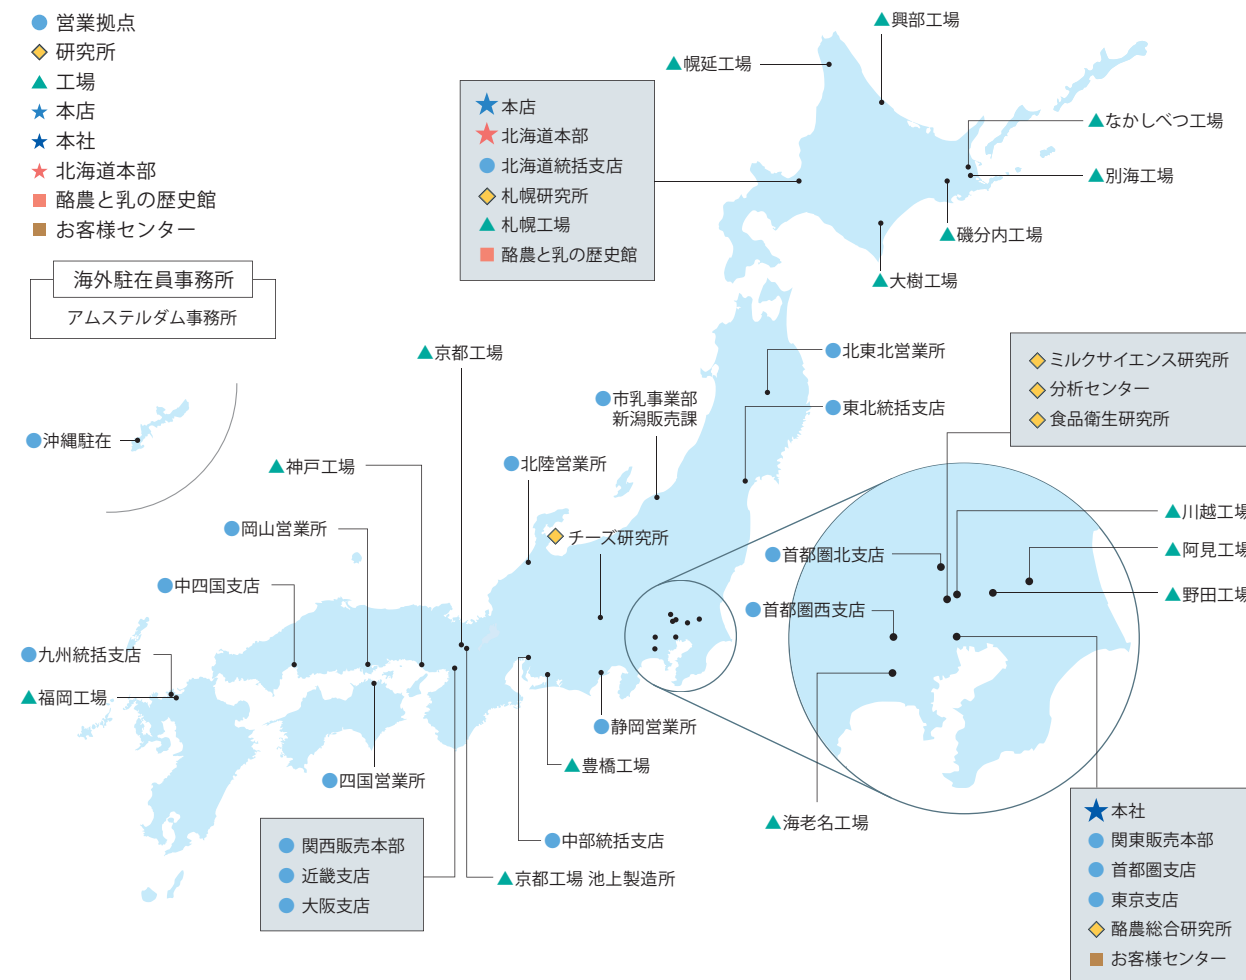 営業拠点
研究所
工場
本店
本社
北海道本部
酪農と乳の歴史館
お客様センター
海外駐在員事務所
アムステルダム事務所
興部工場
幌延工場
本店
北海道本部
北海道統括支店
札幌研究所
札幌工場
酪農と乳の歴史館
なかしべつ工場
別海工場
磯分内工場
大樹工場
京都工場
北東北営業所
市乳事業部
新潟販売課
東北統括支店
ミルクサイエンス研究所
分析センター
食品衛生研究所
沖縄駐在
神戸工場
北陸営業所
岡山営業所
チーズ研究所
川越工場
首都圏北支店
阿見工場
中四国支店
野田工場
首都圏西支店
九州統括支店
福岡工場
静岡営業所
豊橋工場
四国営業所
海老名工場
中部統括支店
関西販売本部
近畿支店
大阪支店
京都工場 池上製造所
本社
関東販売本部
首都圏支店
東京支店
酪農総合研究所
お客様センター